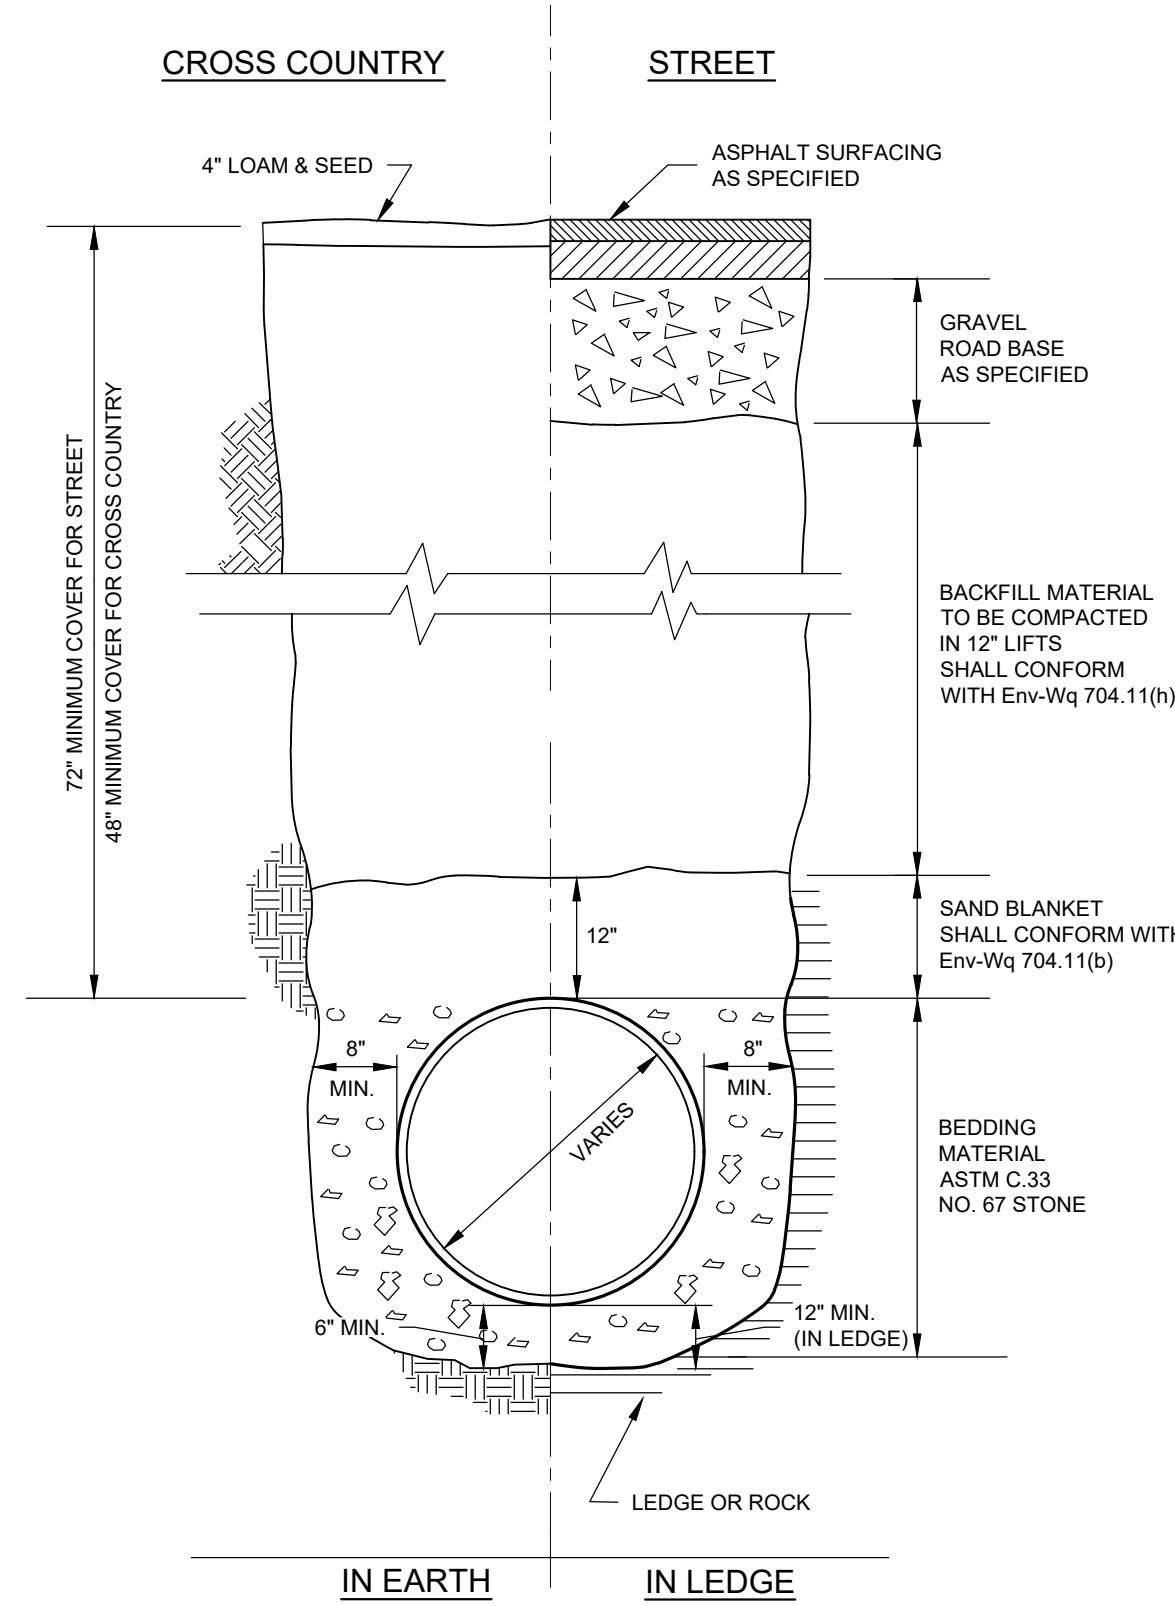 CROSS COUNTRY
STREET
4" LOAM & SEED
ASPHALT SURFACING
AS SPECIFIED
GRAVEL
ROAD BASE
AS SPECIFIED
72" MINIMUM COVER FOR STREET
48" MINIMUM COVER FOR CROSS COUNTRY
BACKFILL MATERIAL
TO BE COMPACTED
IN 12" LIFTS
SHALL CONFORM
WITH Env-Wq 704.11(h)
12"
SAND BLANKET
SHALL CONFORM WITH
Env-Wq 704.11(b)
8"
MIN.
8"
MIN.
VARIES
BEDDING
MATERIAL
ASTM C.33
NO. 67 STONE
6" MIN.
12" MIN.
(IN LEDGE)
LEDGE OR ROCK
IN EARTH
IN LEDGE